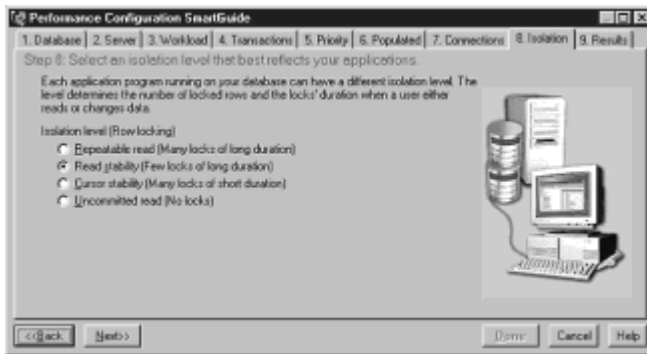 Performance Configuration SmartGuide
1. Database 2. Server 3. Workload 4. Transactions 5. Priority 6. Populated 7. Connections 8. Isolation 9. Results
Step 8: Select an isolation level that best reflects your applications.
Each application program running on your database can have a different isolation level. The
level determines the number of locked rows and the locks' duration when a user either
reads or changes data.
Isolation level (Row locking)
Repeatable read (Many locks of long duration)
Read stability (Few locks of long duration)
Cursor stability (Many locks of short duration)
Uncommitted read (No locks)
<<Back Next>> Done Cancel Help